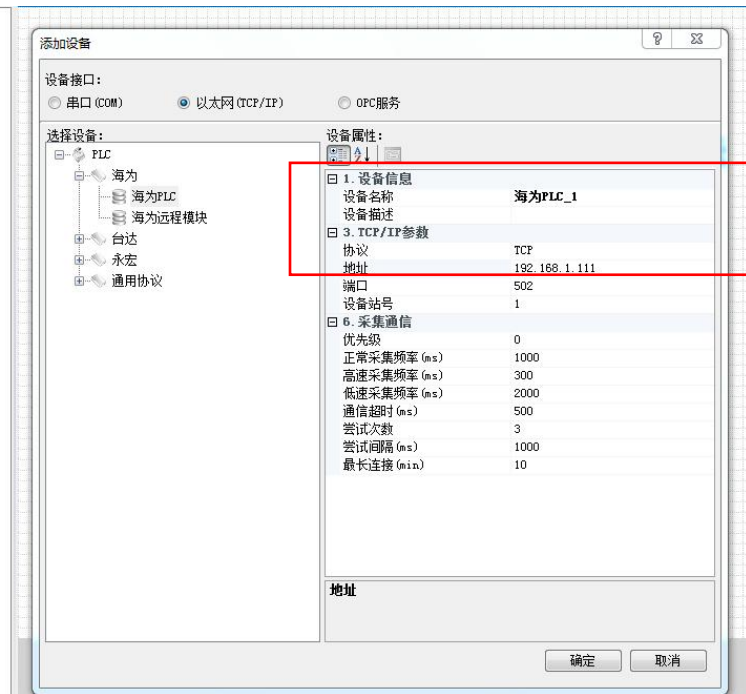 添加设备
设备接口:
串口(COM) 以太网(TCP/IP) OPC服务
选择设备:
PLC
海为
海为PLC
海为远程模块
台达
永宏
通用协议
设备属性:
1. 设备信息
设备名称 海为PLC_1
设备描述
3. TCP/IP参数
协议 TCP
地址 192.168.1.111
端口 502
设备站号 1
6. 采集通信
优先级 0
正常采集频率(ms) 1000
高速采集频率(ms) 300
低速采集频率(ms) 2000
通信超时(ms) 500
尝试次数 3
尝试间隔(ms) 1000
最长连接(min) 10
地址
确定 取消